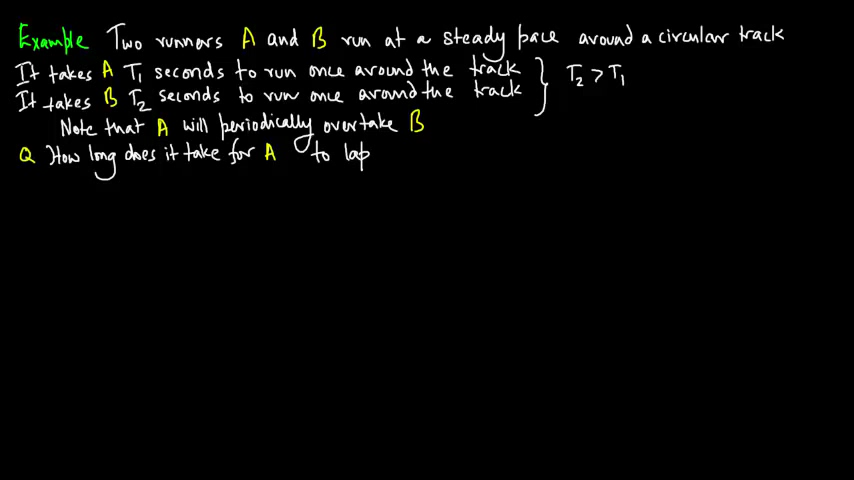 Example Two runners A and B run at a steady pace around a circular track
It takes A T₁ seconds to run once around the track
It takes B T₂ seconds to run once around the track } T₂ > T₁
Note that A will periodically overtake B
Q How long does it take for A to lap